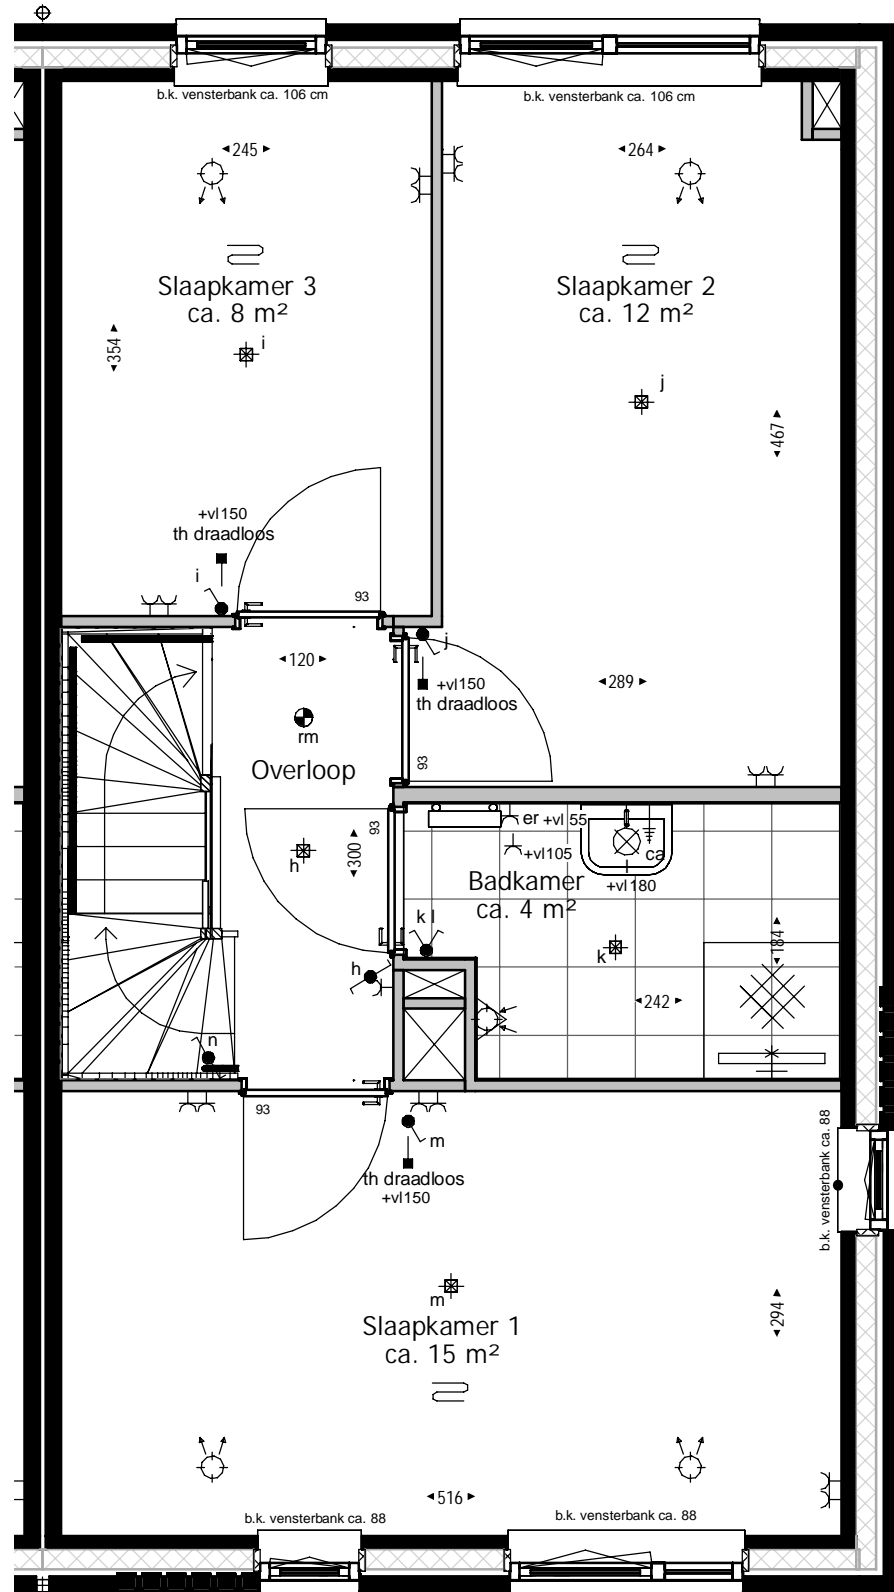 b.k. vensterbank ca. 106 cm
b.k. vensterbank ca. 106 cm
245
264
Slaapkamer 3
ca. 8 m²
Slaapkamer 2
ca. 12 m²
354
i
j
467
+vl150
th draadloos
i
93
j
120
+vl150
th draadloos
289
rm
Overloop
93
93
h
300
er +vl 55
+vl105
ca
Badkamer
ca. 4 m²
+vl180
k l
k
184
h
242
n
93
m
th draadloos
+vl150
b.k. vensterbank ca. 88
m
Slaapkamer 1
ca. 15 m²
294
516
b.k. vensterbank ca. 88
b.k. vensterbank ca. 88